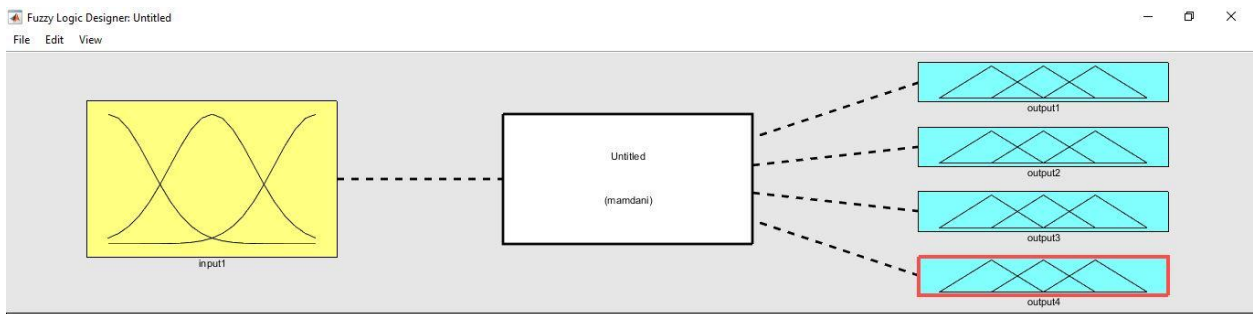 Fuzzy Logic Designer: Untitled
File Edit View
input1
Untitled
(mamdani)
output1
output2
output3
output4